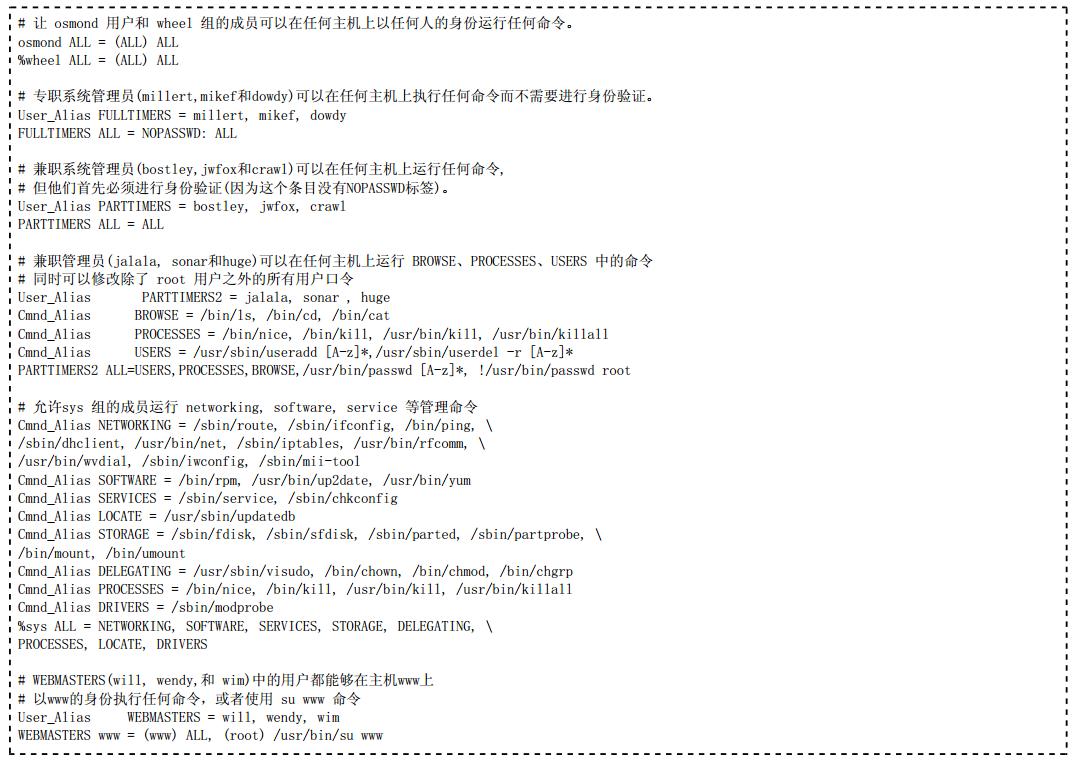 # 让 osmond 用户和 wheel 组的成员可以在任何主机上以任何人的身份运行任何命令。
osmond ALL = (ALL) ALL
%wheel ALL = (ALL) ALL
# 专职系统管理员(millert,mikef和dowdy)可以在任何主机上执行任何命令而不需要进行身份验证。
User_Alias FULLTIMERS = millert, mikef, dowdy
FULLTIMERS ALL = NOPASSWD: ALL
# 兼职系统管理员(bostley,jwfox和crawl)可以在任何主机上运行任何命令,
# 但他们首先必须进行身份验证(因为这个条目没有NOPASSWD标签)。
User_Alias PARTTIMERS = bostley, jwfox, crawl
PARTTIMERS ALL = ALL
# 兼职管理员(jalala, sonar和huge)可以在任何主机上运行 BROWSE、PROCESSES、USERS 中的命令
# 同时可以修改除了 root 用户之外的所有用户口令
User_Alias PARTTIMERS2 = jalala, sonar , huge
Cmnd_Alias BROWSE = /bin/ls, /bin/cd, /bin/cat
Cmnd_Alias PROCESSES = /bin/nice, /bin/kill, /usr/bin/kill, /usr/bin/killall
Cmnd_Alias USERS = /usr/sbin/useradd [A-z]*,/usr/sbin/userdel -r [A-z]*
PARTTIMERS2 ALL=USERS,PROCESSES,BROWSE,/usr/bin/passwd [A-z]*, !/usr/bin/passwd root
# 允许sys 组的成员运行 networking, software, service 等管理命令
Cmnd_Alias NETWORKING = /sbin/route, /sbin/ifconfig, /bin/ping, \
/sbin/dhclient, /usr/bin/net, /sbin/iptables, /usr/bin/rfcomm, \
/usr/bin/wvdial, /sbin/iwconfig, /sbin/mii-tool
Cmnd_Alias SOFTWARE = /bin/rpm, /usr/bin/up2date, /usr/bin/yum
Cmnd_Alias SERVICES = /sbin/service, /sbin/chkconfig
Cmnd_Alias LOCATE = /usr/sbin/updatedb
Cmnd_Alias STORAGE = /sbin/fdisk, /sbin/sfdisk, /sbin/parted, /sbin/partprobe, \
/bin/mount, /bin/umount
Cmnd_Alias DELEGATING = /usr/sbin/visudo, /bin/chown, /bin/chmod, /bin/chgrp
Cmnd_Alias PROCESSES = /bin/nice, /bin/kill, /usr/bin/kill, /usr/bin/killall
Cmnd_Alias DRIVERS = /sbin/modprobe
%sys ALL = NETWORKING, SOFTWARE, SERVICES, STORAGE, DELEGATING, \
PROCESSES, LOCATE, DRIVERS
# WEBMASTERS(will, wendy,和 wim)中的用户都能够在主机www上
# 以www的身份执行任何命令，或者使用 su www 命令
User_Alias WEBMASTERS = will, wendy, wim
WEBMASTERS www = (www) ALL, (root) /usr/bin/su www